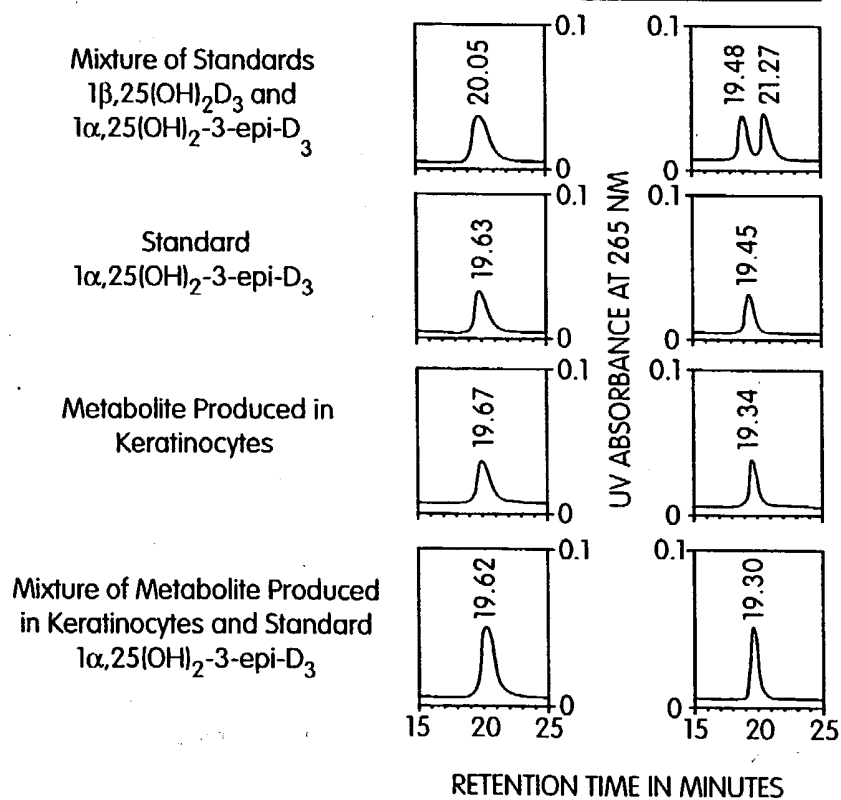 Mixture of Standards
1β,25(OH)₂D₃ and
1α,25(OH)₂-3-epi-D₃
20.05
0.1
0
0.1
19.48
21.27
0
Standard
1α,25(OH)₂-3-epi-D₃
19.63
0.1
0
0.1
19.45
0
Metabolite Produced in
Keratinocytes
19.67
0.1
0
0.1
19.34
0
Mixture of Metabolite Produced
in Keratinocytes and Standard
1α,25(OH)₂-3-epi-D₃
19.62
0.1
0
0.1
19.30
0
UV ABSORBANCE AT 265 NM
15 20 25
15 20 25
RETENTION TIME IN MINUTES